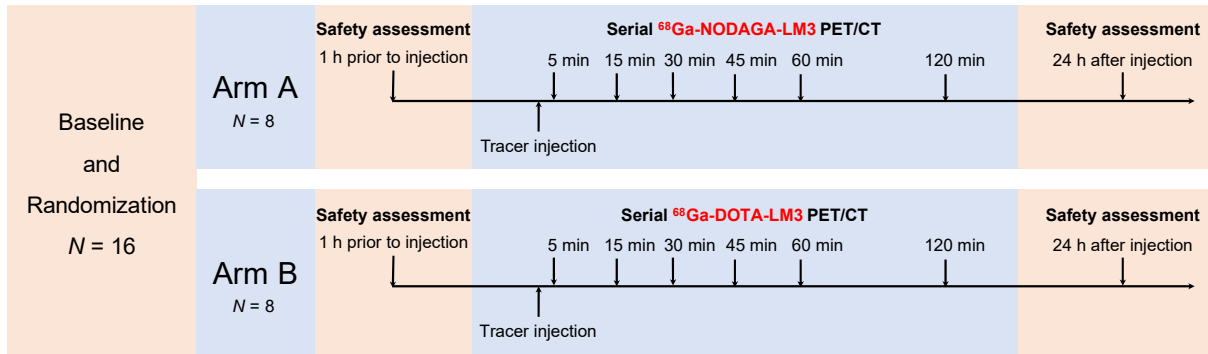 Baseline
and
Randomization
N = 16
Arm A
N = 8
Safety assessment
1 h prior to injection
Serial ⁶⁸Ga-NODAGA-LM3 PET/CT
5 min 15 min 30 min 45 min 60 min 120 min
Tracer injection
Safety assessment
24 h after injection
Arm B
N = 8
Safety assessment
1 h prior to injection
Serial ⁶⁸Ga-DOTA-LM3 PET/CT
5 min 15 min 30 min 45 min 60 min 120 min
Tracer injection
Safety assessment
24 h after injection